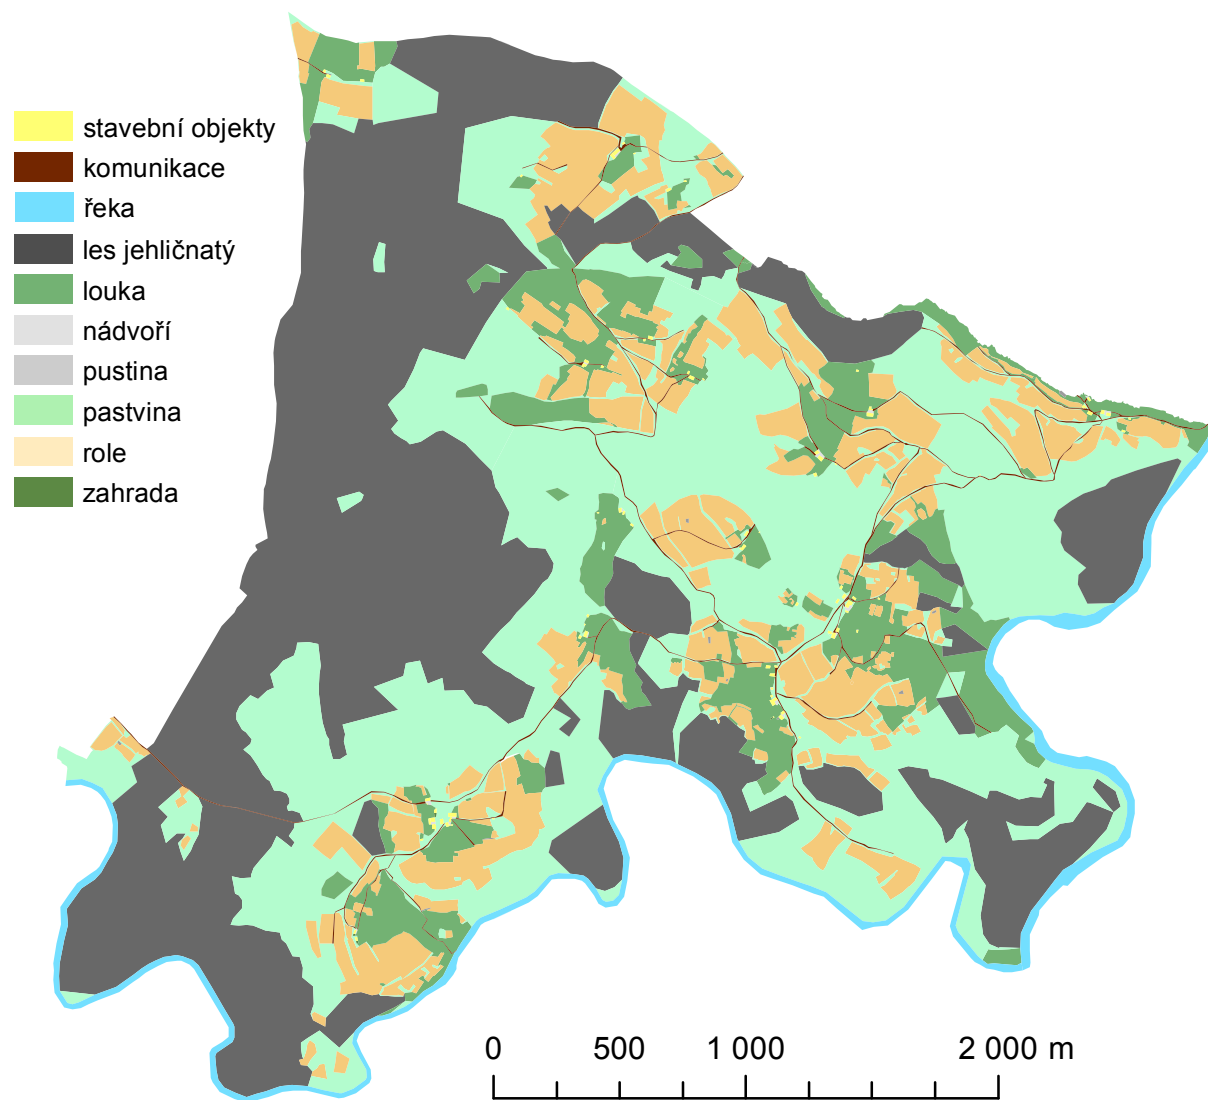 stavební objekty
komunikace
řeka
les jehličnatý
louka
nádvoří
pustina
pastvina
role
zahrada
0 500 1 000 2 000 m